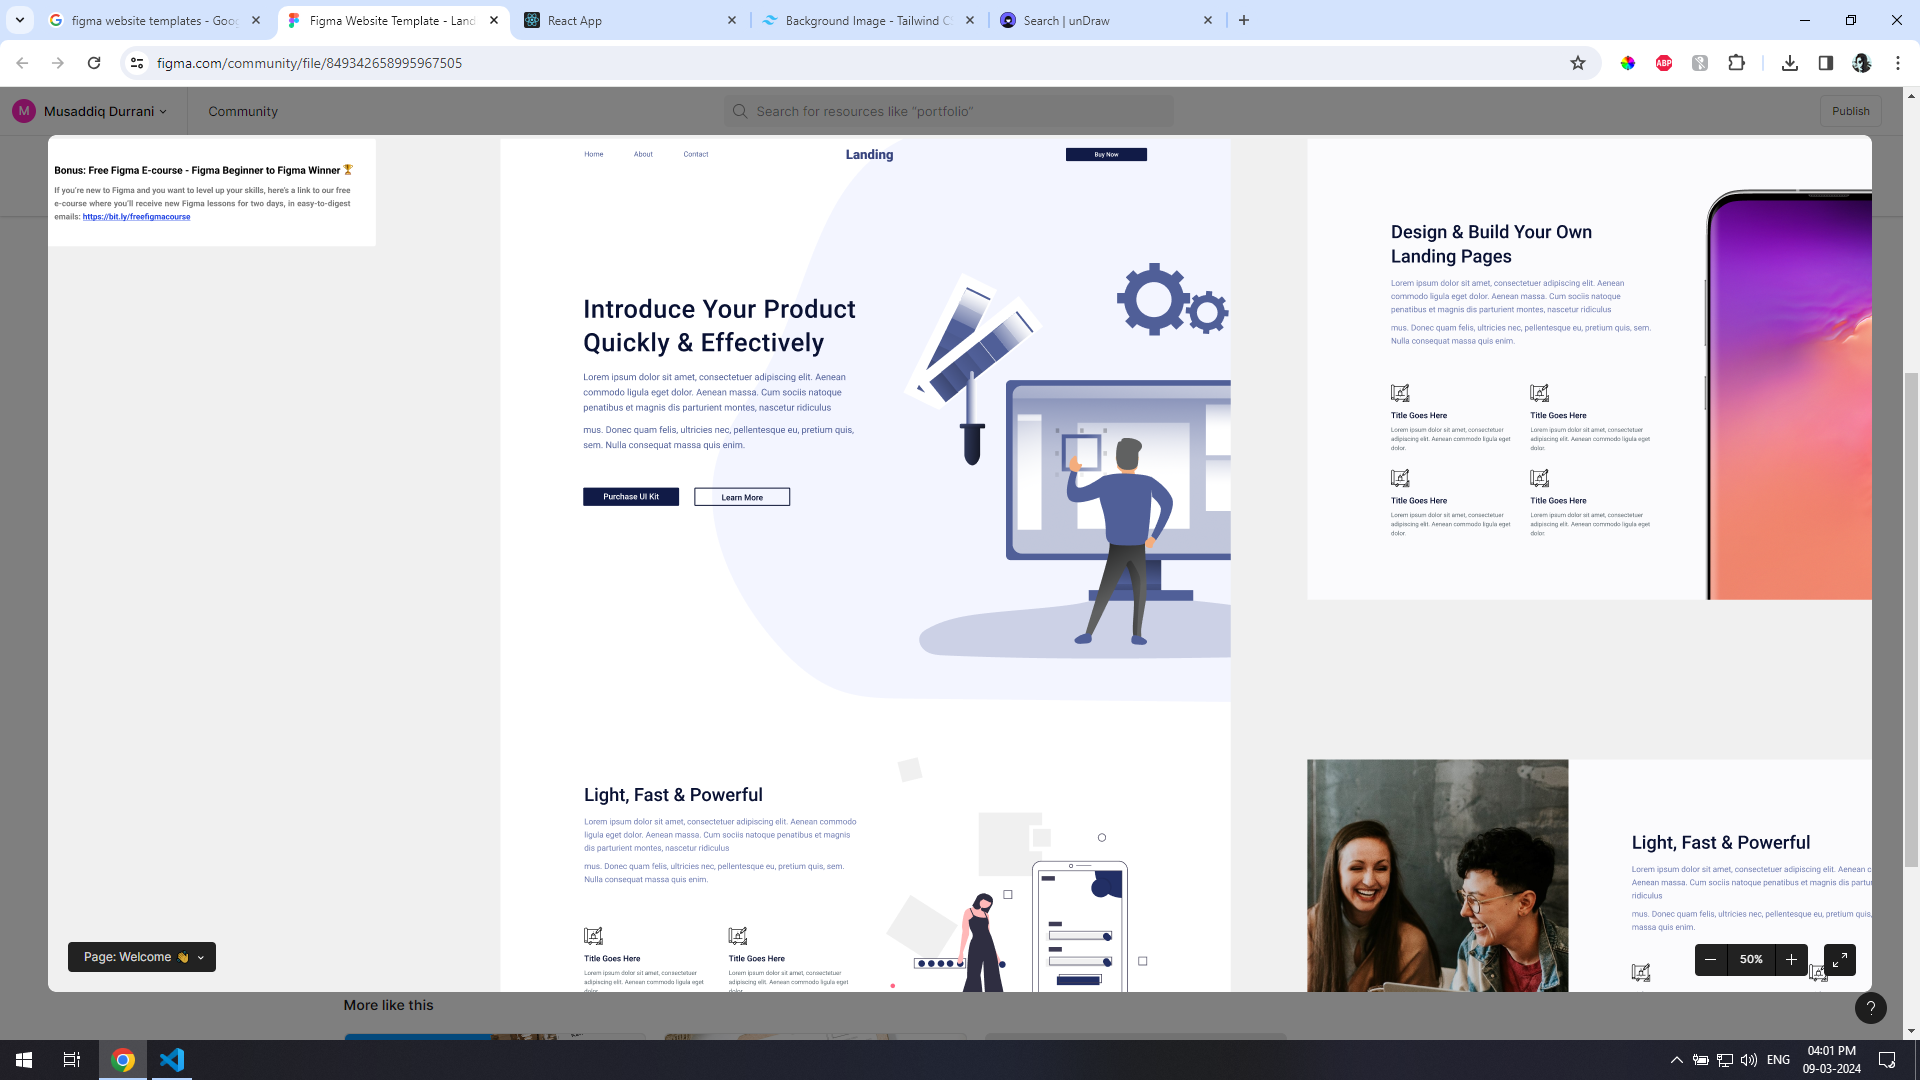 figma website templates - Goo
Figma Website Template - Land
React App
Background Image - Tailwind C
Search | unDraw
figma.com/community/file/849342658995967505
ABP
M
Musaddiq Durrani
Community
Search for resources like "portfolio"
Publish
Bonus: Free Figma E-course - Figma Beginner to Figma Winner 🏆
If you're new to Figma and you want to level up your skills, here's a link to our free
e-course where you'll receive new Figma lessons for two days, in easy-to-digest
emails: https://bit.ly/freefigmacourse
Home
About
Contact
Landing
Buy Now
Introduce Your Product
Quickly & Effectively
Lorem ipsum dolor sit amet, consectetuer adipiscing elit. Aenean
commodo ligula eget dolor. Aenean massa. Cum sociis natoque
penatibus et magnis dis parturient montes, nascetur ridiculus
mus. Donec quam felis, ultricies nec, pellentesque eu, pretium quis,
sem. Nulla consequat massa quis enim.
Purchase UI Kit
Learn More
Design & Build Your Own
Landing Pages
Lorem ipsum dolor sit amet, consectetuer adipiscing elit. Aenean
commodo ligula eget dolor. Aenean massa. Cum sociis natoque
penatibus et magnis dis parturient montes, nascetur ridiculus
mus. Donec quam felis, ultricies nec, pellentesque eu, pretium quis, sem.
Nulla consequat massa quis enim.
Title Goes Here
Lorem ipsum dolor sit amet, consectetuer
adipiscing elit. Aenean commodo ligula eget
dolor.
Title Goes Here
Lorem ipsum dolor sit amet, consectetuer
adipiscing elit. Aenean commodo ligula eget
dolor.
Title Goes Here
Lorem ipsum dolor sit amet, consectetuer
adipiscing elit. Aenean commodo ligula eget
dolor.
Title Goes Here
Lorem ipsum dolor sit amet, consectetuer
adipiscing elit. Aenean commodo ligula eget
dolor.
Light, Fast & Powerful
Lorem ipsum dolor sit amet, consectetuer adipiscing elit. Aenean commodo
ligula eget dolor. Aenean massa. Cum sociis natoque penatibus et magnis
dis parturient montes, nascetur ridiculus
mus. Donec quam felis, ultricies nec, pellentesque eu, pretium quis, sem.
Nulla consequat massa quis enim.
Title Goes Here
Lorem ipsum dolor sit amet, consectetuer
adipiscing elit. Aenean commodo ligula eget
dolor.
Title Goes Here
Lorem ipsum dolor sit amet, consectetuer
adipiscing elit. Aenean commodo ligula eget
dolor.
Light, Fast & Powerful
Lorem ipsum dolor sit amet, consectetuer adipiscing elit. Aenean c
Aenean massa. Cum sociis natoque penatibus et magnis dis partur
ridiculus
mus. Donec quam felis, ultricies nec, pellentesque eu, pretium quis,
massa quis enim.
Page: Welcome 👋
50%
?
More like this
ENG
04:01 PM
09-03-2024